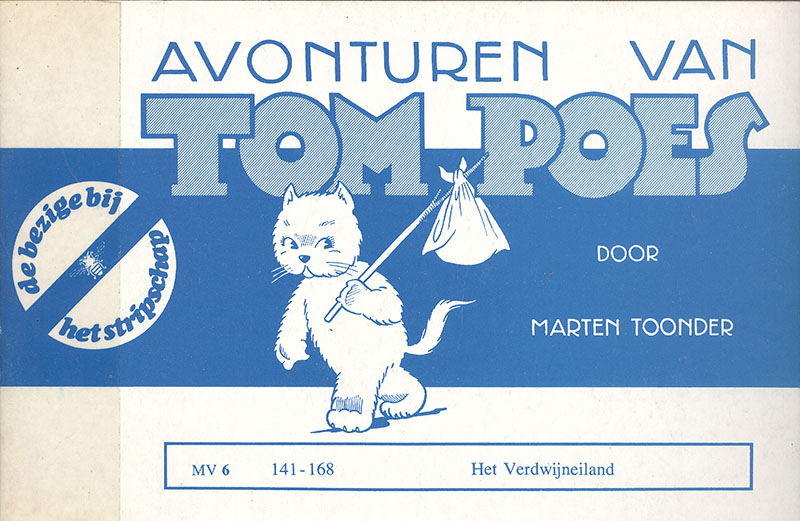 AVONTUREN VAN
TOM POES
de bezige bij
het stripschap
DOOR
MARTEN TOONDER
MV 6 141-168 Het Verdwijneiland